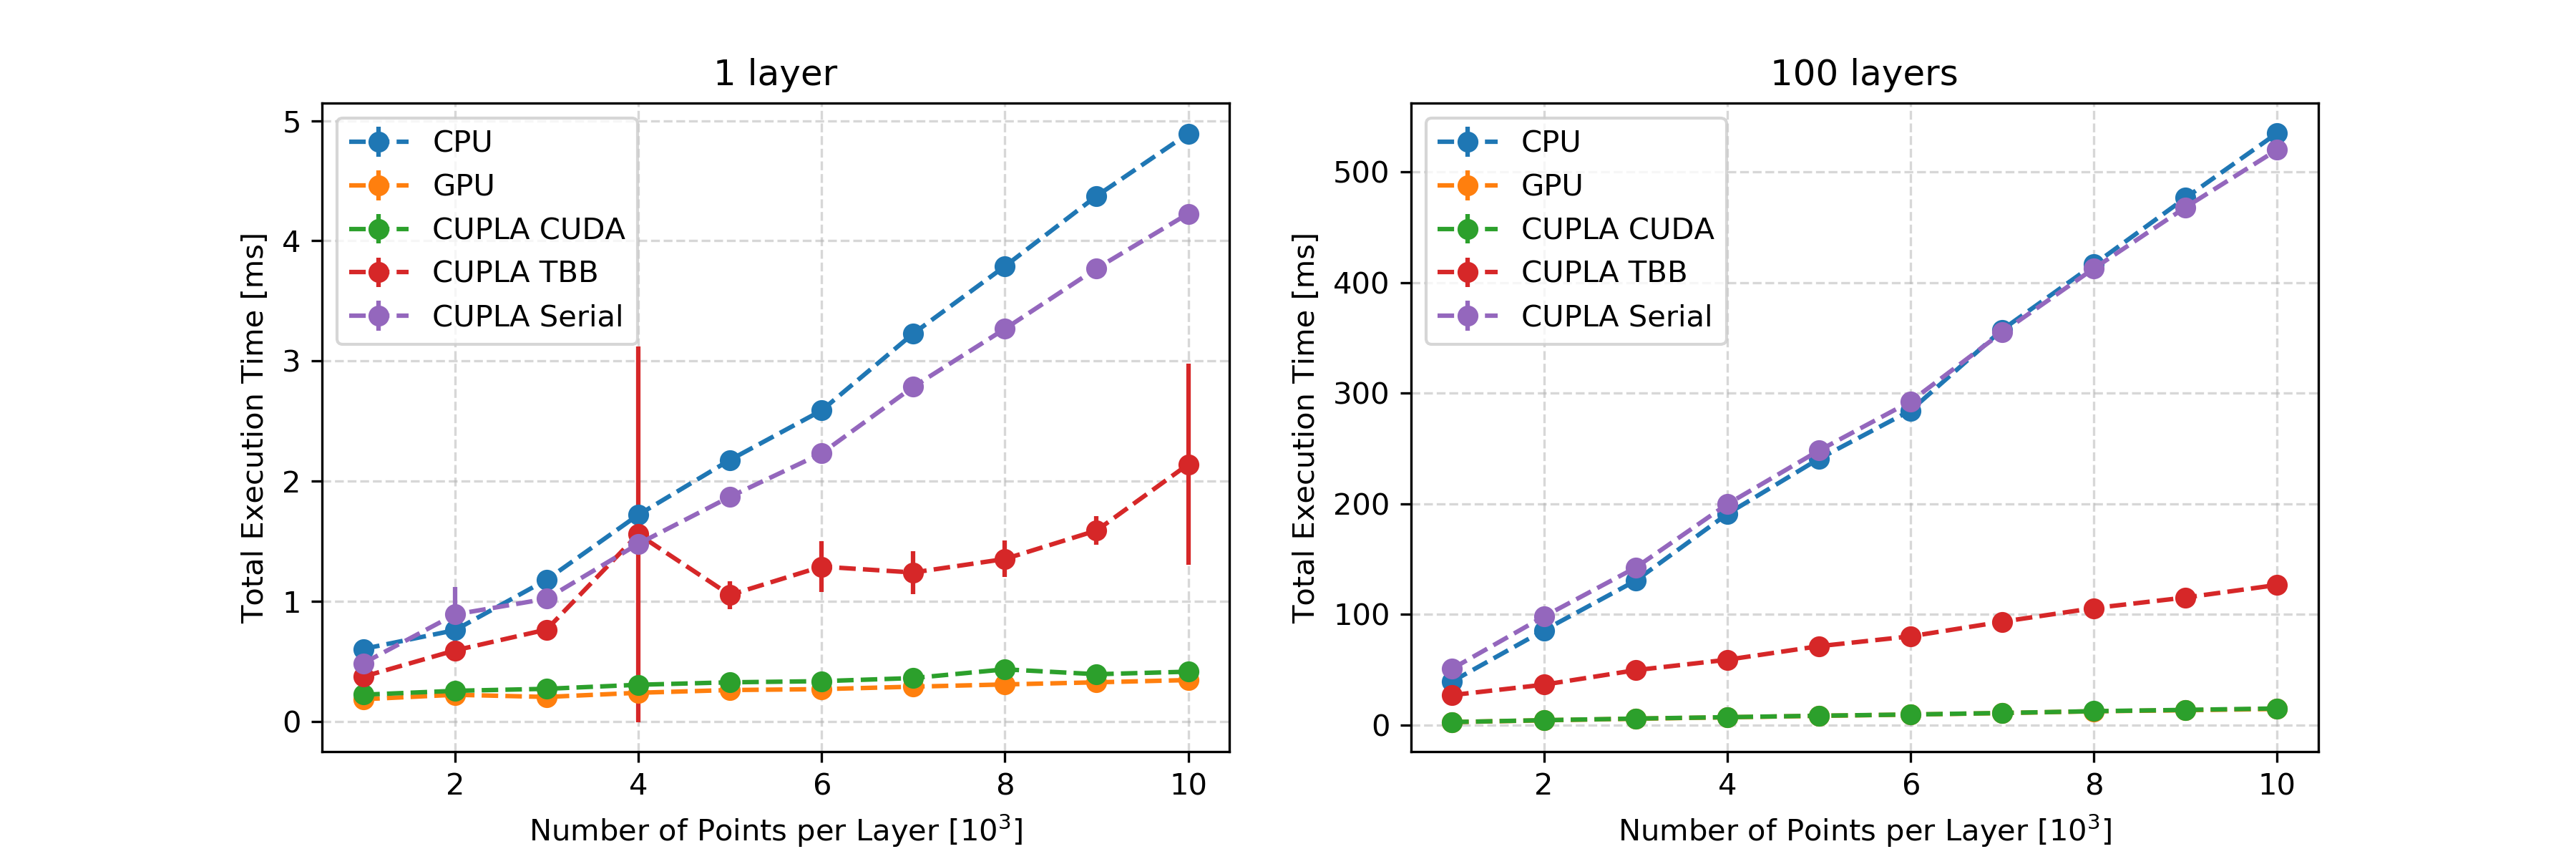 1 layer
5
4
3
2
1
0
Total Execution Time [ms]
CPU
GPU
CUPLA CUDA
CUPLA TBB
CUPLA Serial
2 4 6 8 10
Number of Points per Layer [10³]
100 layers
500
400
300
200
100
0
Total Execution Time [ms]
CPU
GPU
CUPLA CUDA
CUPLA TBB
CUPLA Serial
2 4 6 8 10
Number of Points per Layer [10³]